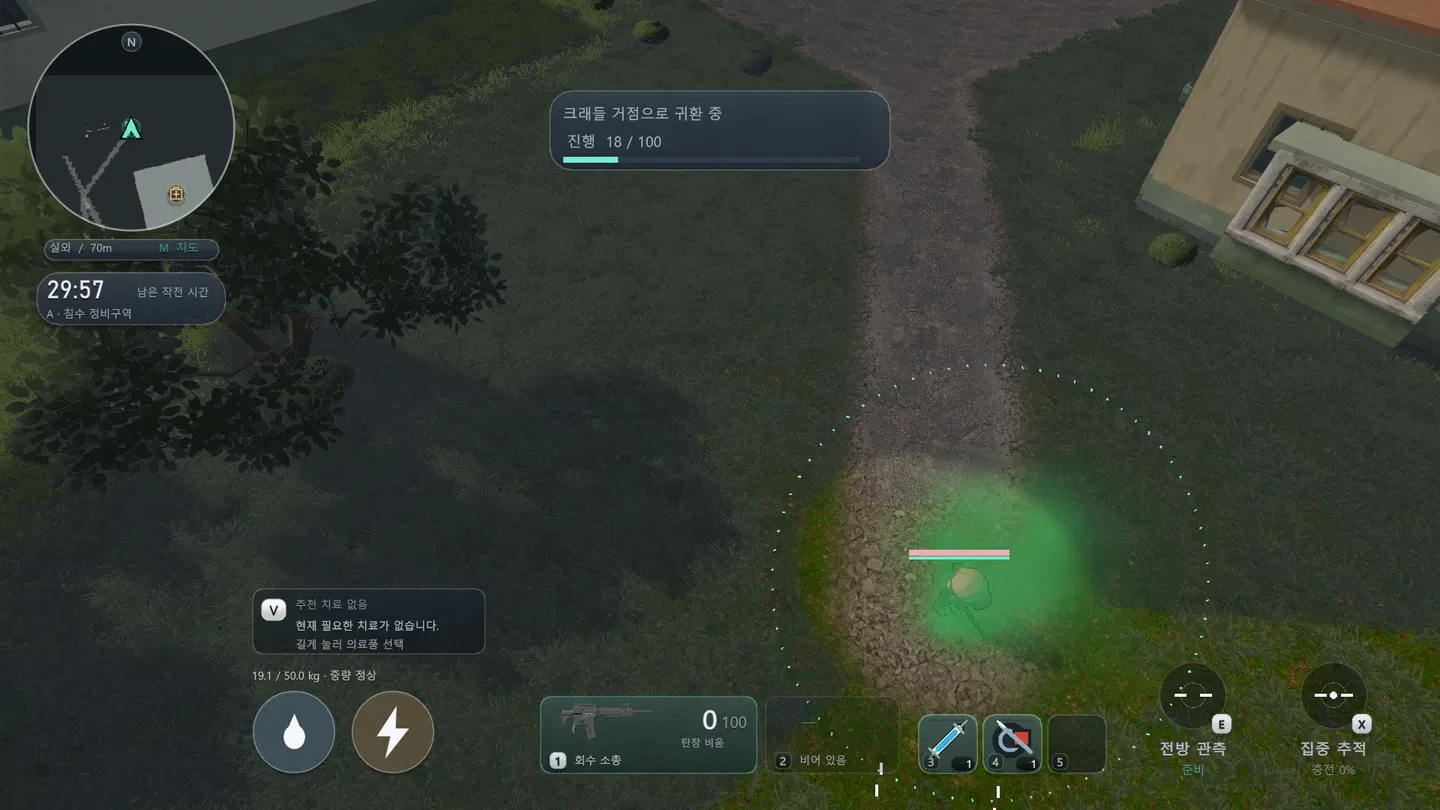 N
크래들 거점으로 귀환 중
진행 18 / 100
실외 / 70m M 지도
29:57 남은 작전 시간
A · 침수 정비구역
V 추천 치료 없음
현재 필요한 치료가 없습니다.
길게 눌러 의료품 선택
19.1 / 50.0 kg · 중량 정상
0 100
탄창 비움
1 회수 소총
2 비어 있음
3 1
4 1
5
E
전방 관측
준비
X
집중 추적
충전 0%